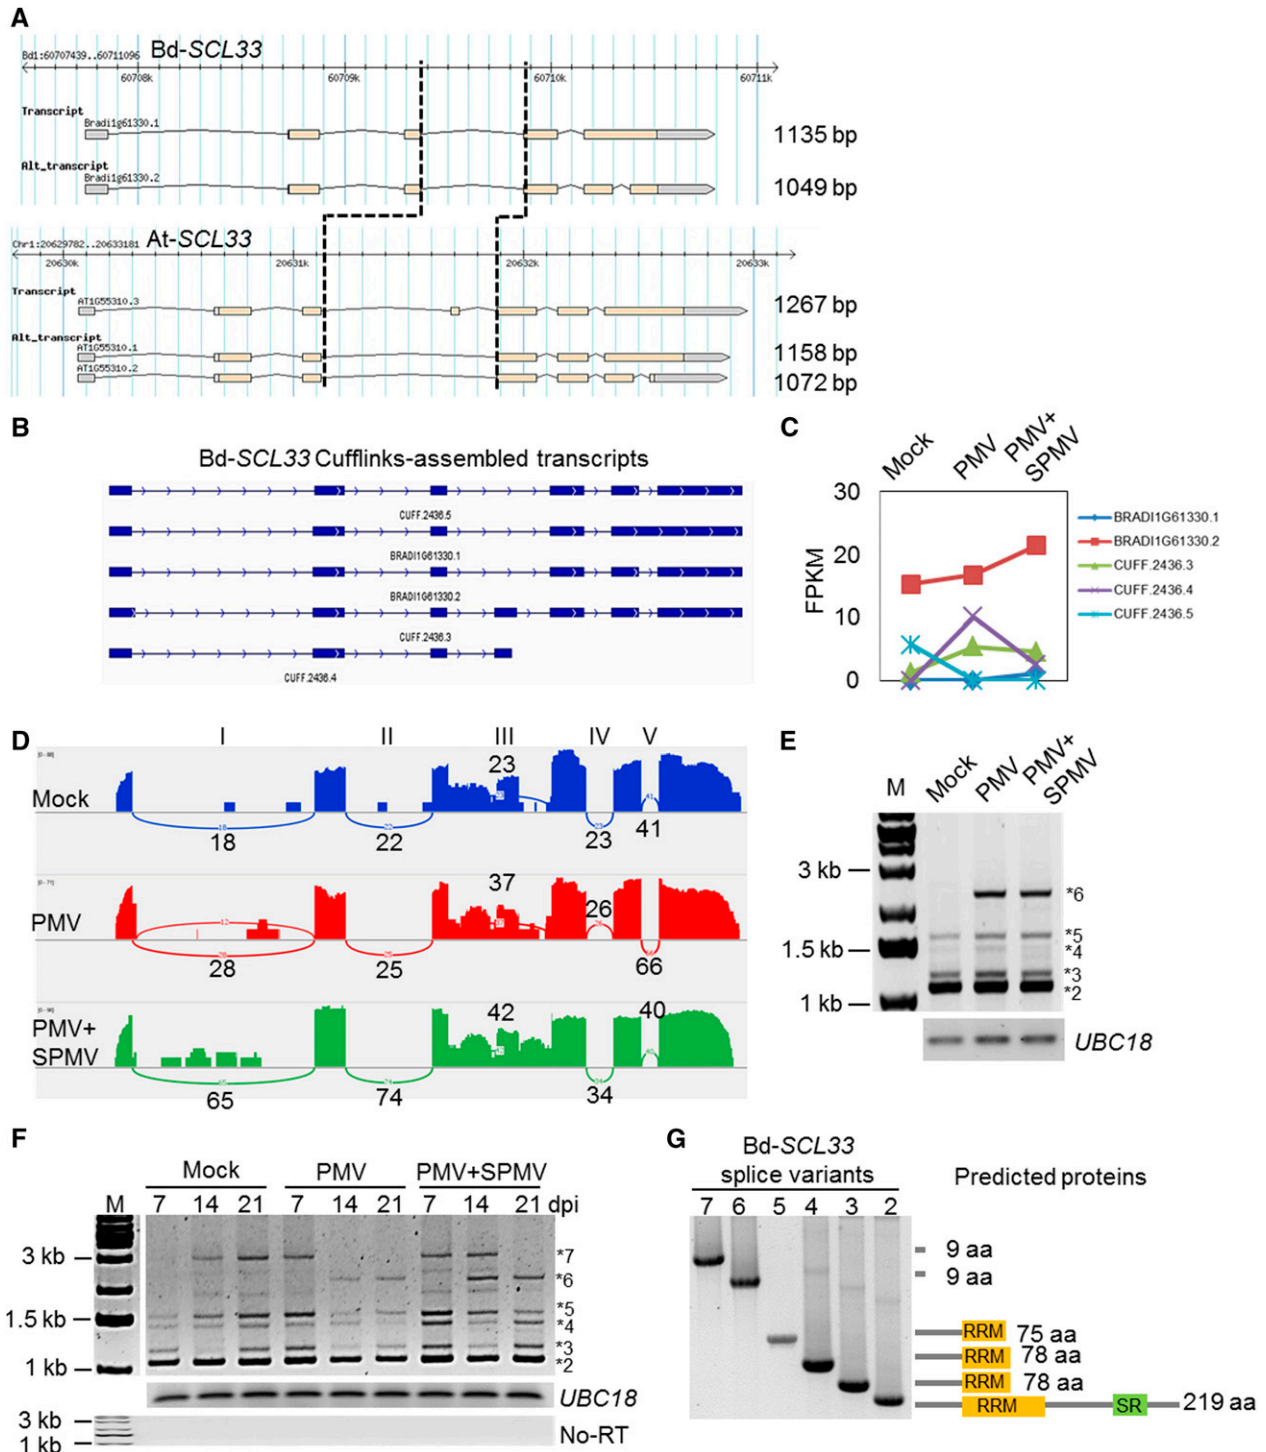 A
Bd1:60707439..60711096
Bd-SCL33
60708k 60709k 60710k 60711k
Transcript
Bradi1g61330.1
1135 bp
Alt_transcript
Bradi1g61330.2
1049 bp
Chr1:20629782..20633181
At-SCL33
20630k 20631k 20632k 20633k
Transcript
AT1G55310.3
1267 bp
Alt_transcript
AT1G55310.1
1158 bp
AT1G55310.2
1072 bp
B
Bd-SCL33 Cufflinks-assembled transcripts
CUFF.2436.5
BRADI1G61330.1
BRADI1G61330.2
CUFF.2436.3
CUFF.2436.4
C
Mock PMV PMV+
SPMV
30
20
10
0
FPKM
BRADI1G61330.1
BRADI1G61330.2
CUFF.2436.3
CUFF.2436.4
CUFF.2436.5
D
I II III IV V
Mock
23
18 22 23 41
PMV
37 26
28 25 66
PMV+
SPMV
42 40
65 74 34
E
M Mock PMV PMV+
SPMV
3 kb
1.5 kb
1 kb
*6
*5
*4
*3
*2
UBC18
F
Mock PMV PMV+SPMV
M 7 14 21 7 14 21 7 14 21 dpi
3 kb
1.5 kb
1 kb
*7
*6
*5
*4
*3
*2
UBC18
3 kb
1 kb
No-RT
G
Bd-SCL33
splice variants
Predicted proteins
7 6 5 4 3 2
9 aa
9 aa
RRM 75 aa
RRM 78 aa
RRM 78 aa
RRM SR 219 aa